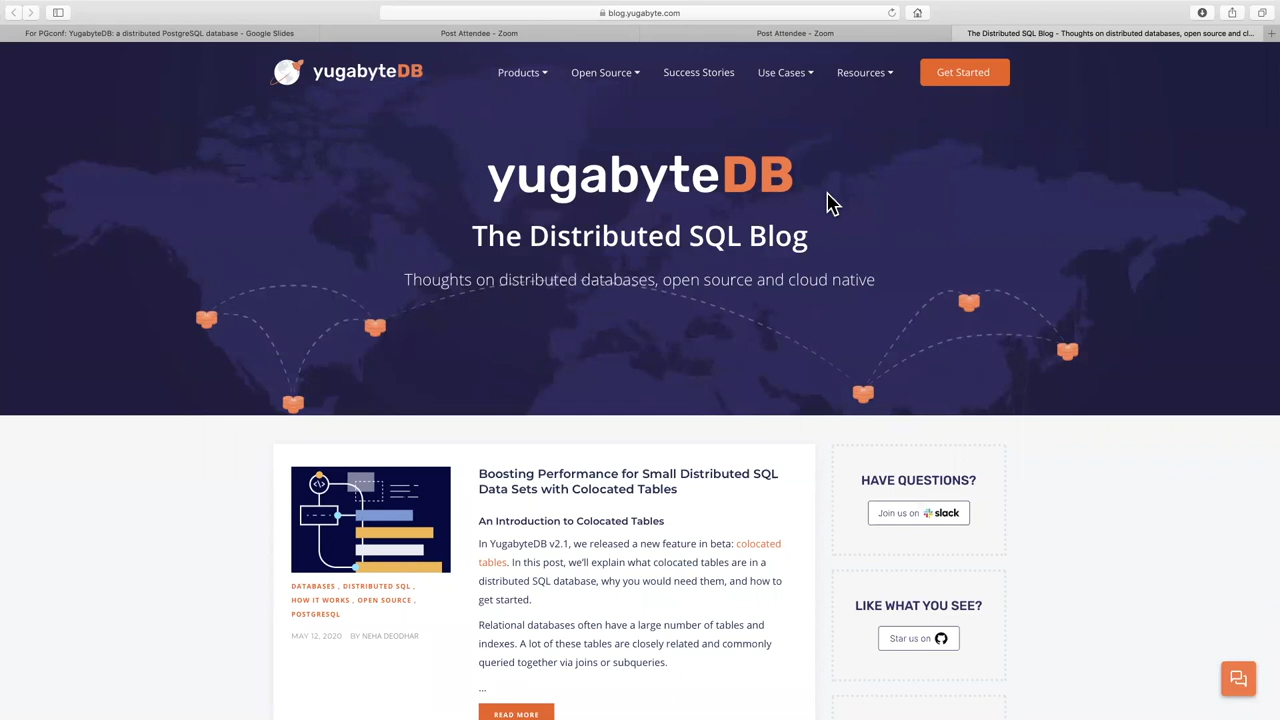 blog.yugabyte.com
For PGconf: YugabyteDB: a distributed PostgreSQL database - Google Slides
Post Attendee - Zoom
Post Attendee - Zoom
The Distributed SQL Blog - Thoughts on distributed databases, open source and cl...
yugabyteDB
Products
Open Source
Success Stories
Use Cases
Resources
Get Started
yugabyteDB
The Distributed SQL Blog
Thoughts on distributed databases, open source and cloud native
DATABASES , DISTRIBUTED SQL ,
HOW IT WORKS , OPEN SOURCE ,
POSTGRESQL
MAY 12, 2020 BY NEHA DEODHAR
Boosting Performance for Small Distributed SQL
Data Sets with Colocated Tables
An Introduction to Colocated Tables
In YugabyteDB v2.1, we released a new feature in beta: colocated
tables. In this post, we'll explain what colocated tables are in a
distributed SQL database, why you would need them, and how to
get started.
Relational databases often have a large number of tables and
indexes. A lot of these tables are closely related and commonly
queried together via joins or subqueries.
...
READ MORE
HAVE QUESTIONS?
Join us on slack
LIKE WHAT YOU SEE?
Star us on